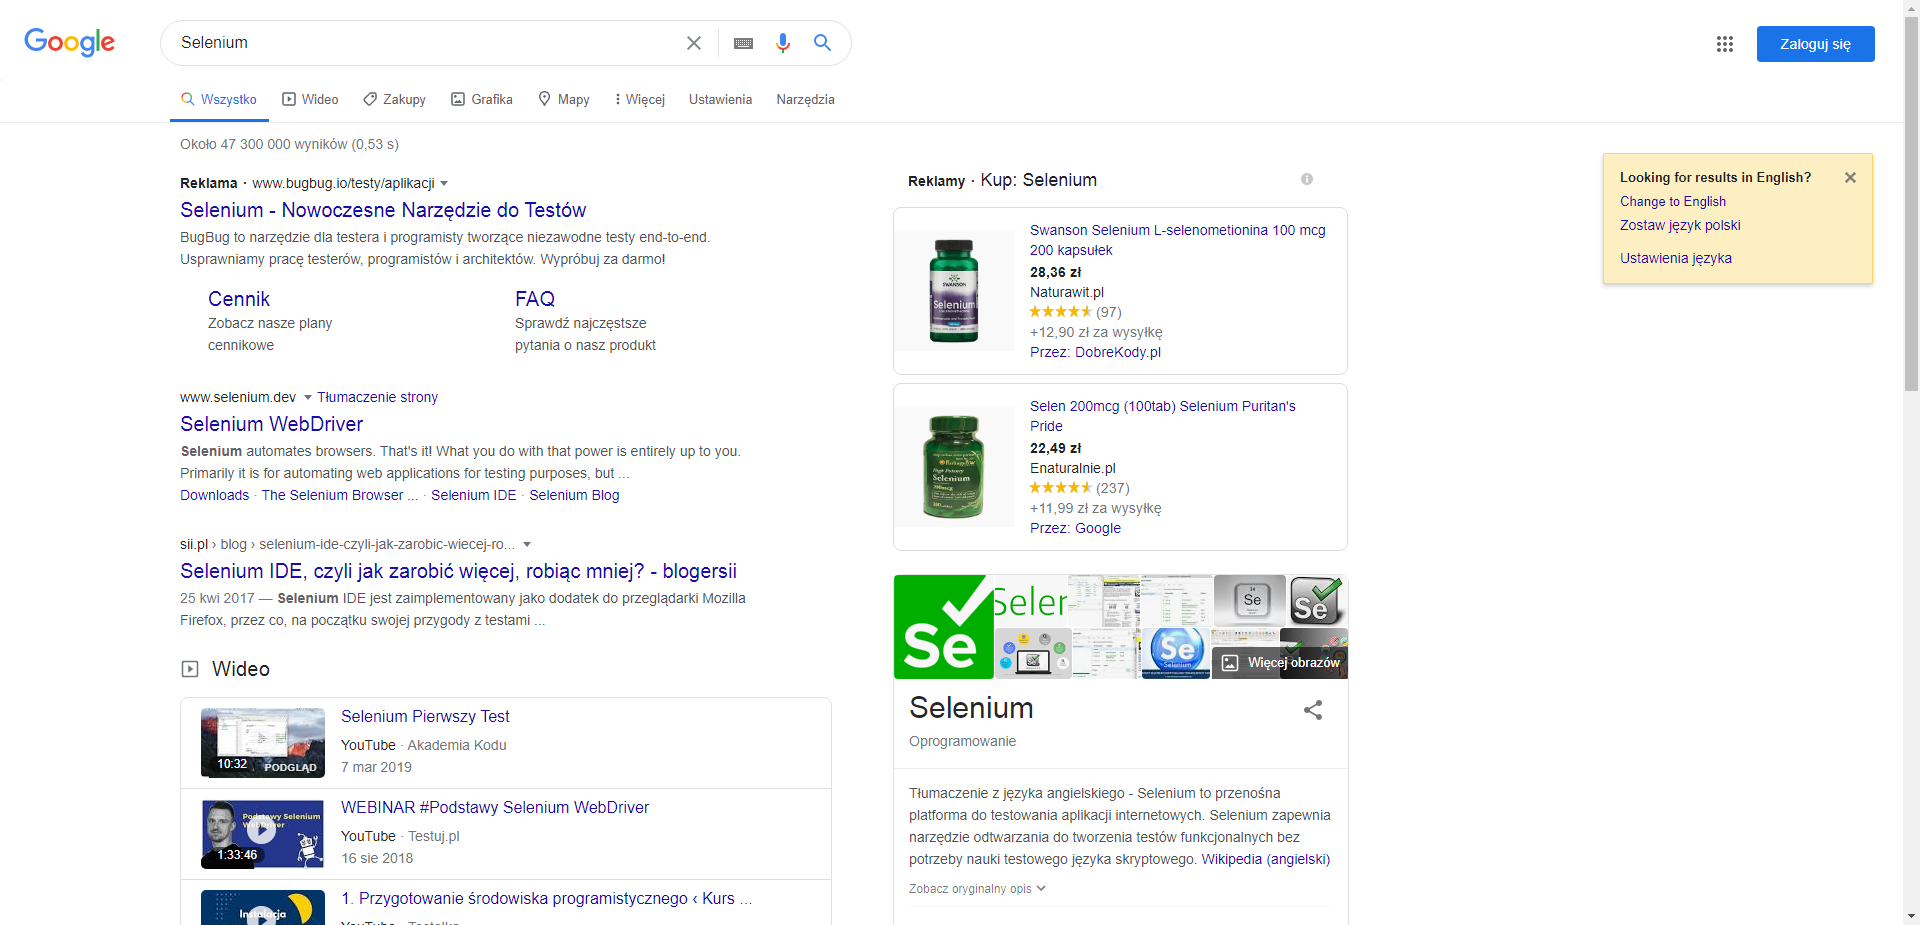 Google
Selenium
Zaloguj się
Wszystko
Wideo
Zakupy
Grafika
Mapy
Więcej
Ustawienia
Narzędzia
Około 47 300 000 wyników (0,53 s)
Reklama · www.bugbug.io/testy/aplikacji
Selenium - Nowoczesne Narzędzie do Testów
BugBug to narzędzie dla testera i programisty tworzące niezawodne testy end-to-end.
Usprawniamy pracę testerów, programistów i architektów. Wypróbuj za darmo!
Cennik
Zobacz nasze plany
cennikowe
FAQ
Sprawdź najczęstsze
pytania o nasz produkt
www.selenium.dev Tłumaczenie strony
Selenium WebDriver
Selenium automates browsers. That's it! What you do with that power is entirely up to you.
Primarily it is for automating web applications for testing purposes, but ...
Downloads · The Selenium Browser ... · Selenium IDE · Selenium Blog
sii.pl › blog › selenium-ide-czyli-jak-zarobic-wiecej-ro...
Selenium IDE, czyli jak zarobić więcej, robiąc mniej? - blogersii
25 kwi 2017 — Selenium IDE jest zaimplementowany jako dodatek do przeglądarki Mozilla
Firefox, przez co, na początku swojej przygody z testami ...
Wideo
10:32
PODGLĄD
Selenium Pierwszy Test
YouTube · Akademia Kodu
7 mar 2019
Podstawy Selenium
WebDriver
1:33:46
WEBINAR #Podstawy Selenium WebDriver
YouTube · Testuj.pl
16 sie 2018
Instalacja
1. Przygotowanie środowiska programistycznego ‹ Kurs ...
Reklamy · Kup: Selenium
SWANSON
Selenium
Swanson Selenium L-selenometionina 100 mcg
200 kapsułek
28,36 zł
Naturawit.pl
(97)
+12,90 zł za wysyłkę
Przez: DobreKody.pl
Selenium
Selen 200mcg (100tab) Selenium Puritan's
Pride
22,49 zł
Enaturalnie.pl
(237)
+11,99 zł za wysyłkę
Przez: Google
Se
Selen
Se
Se
Se
Selenium
Więcej obrazów
Selenium
Oprogramowanie
Tłumaczenie z języka angielskiego - Selenium to przenośna
platforma do testowania aplikacji internetowych. Selenium zapewnia
narzędzie odtwarzania do tworzenia testów funkcjonalnych bez
potrzeby nauki testowego języka skryptowego. Wikipedia (angielski)
Zobacz oryginalny opis
Looking for results in English?
Change to English
Zostaw język polski
Ustawienia języka